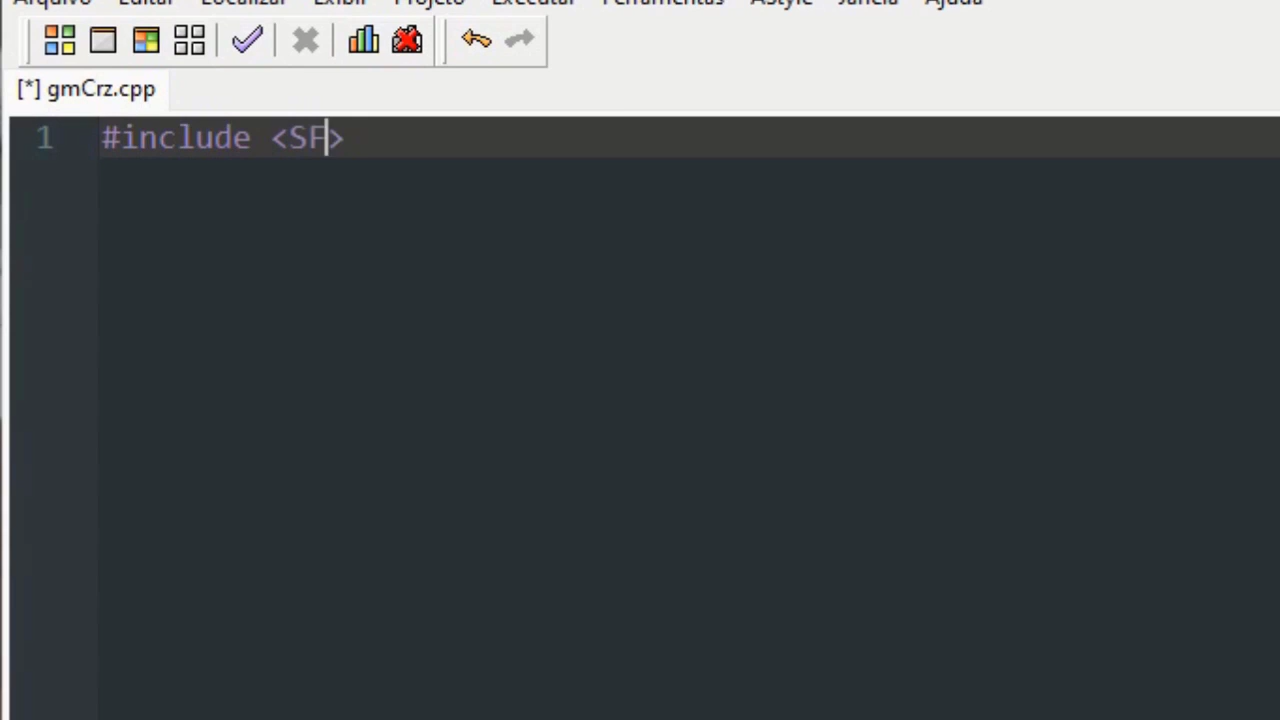 Arquivo Editar Localizar Exibir Projeto Executar Ferramentas AStyle Janela Ajuda
[*] gmCrz.cpp
1 #include <SF>